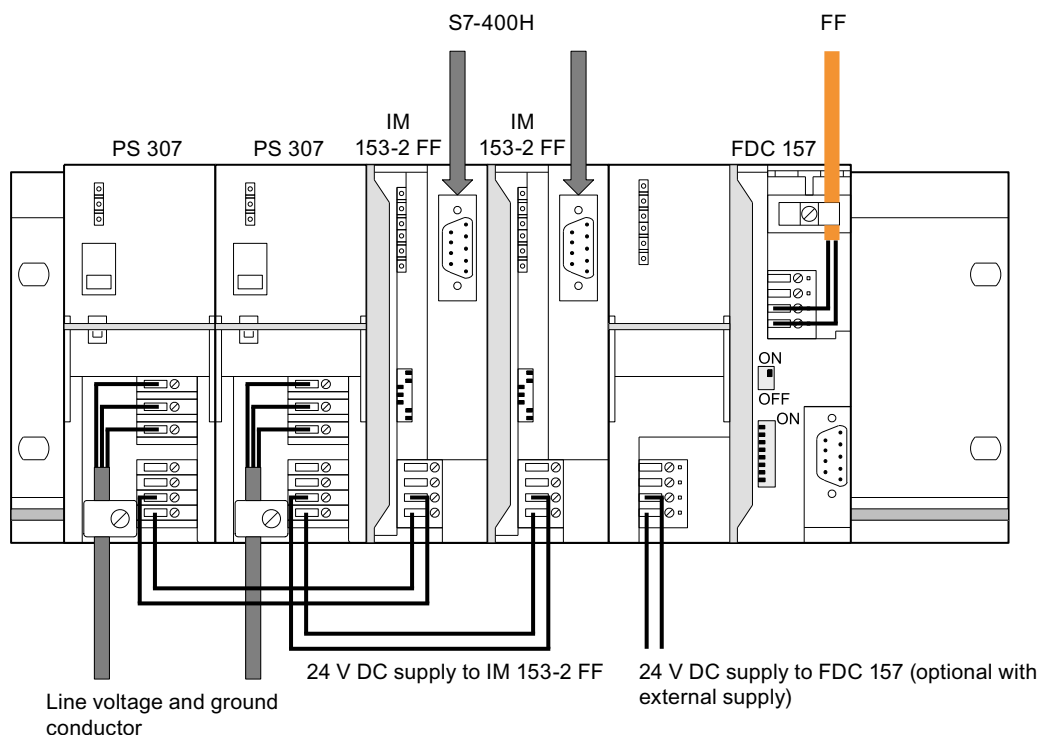 S7-400H
FF
PS 307
PS 307
IM
153-2 FF
IM
153-2 FF
FDC 157
ON
OFF
ON
24 V DC supply to IM 153-2 FF
24 V DC supply to FDC 157 (optional with
external supply)
Line voltage and ground
conductor